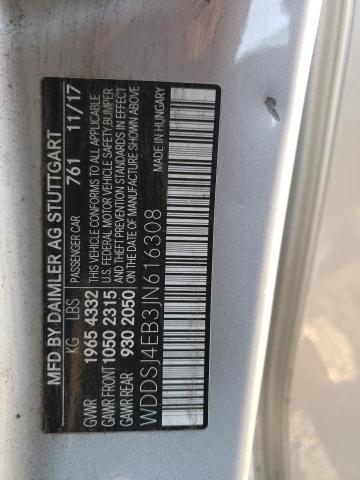 MFD BY DAIMLER AG STUTTGART
KG LBS PASSENGER CAR 761 11/17
GVWR 1965 4332
GAWR FRONT 1050 2315
GAWR REAR 930 2050
THIS VEHICLE CONFORMS TO ALL APPLICABLE
U.S. FEDERAL MOTOR VEHICLE SAFETY,BUMPER
AND THEFT PREVENTION STANDARDS IN EFFECT
ON THE DATE OF MANUFACTURE SHOWN ABOVE
WDDSJ4EB3JN616308
MADE IN HUNGARY